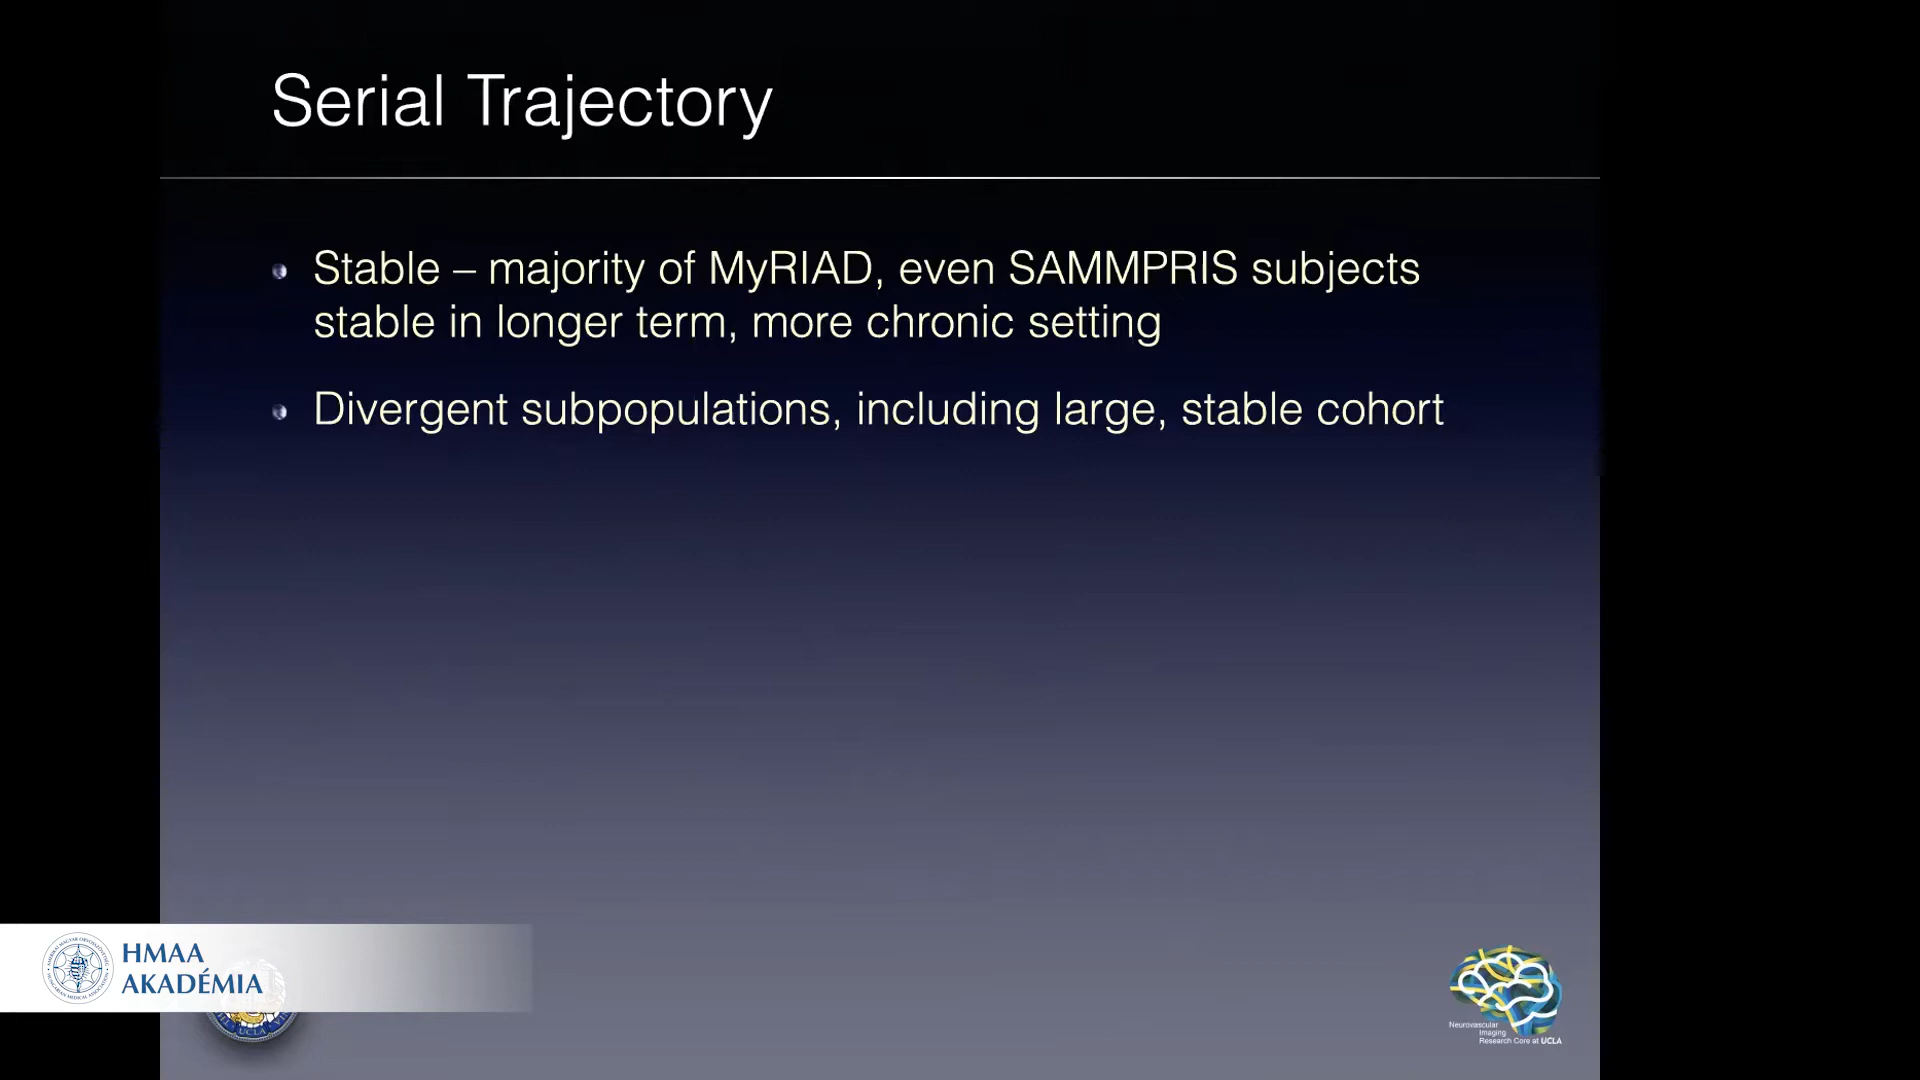 Serial Trajectory
Stable – majority of MyRIAD, even SAMMPRIS subjects
stable in longer term, more chronic setting
Divergent subpopulations, including large, stable cohort
HMAA
AKADÉMIA
UCLA
Neurovascular
Imaging
Research Core at UCLA